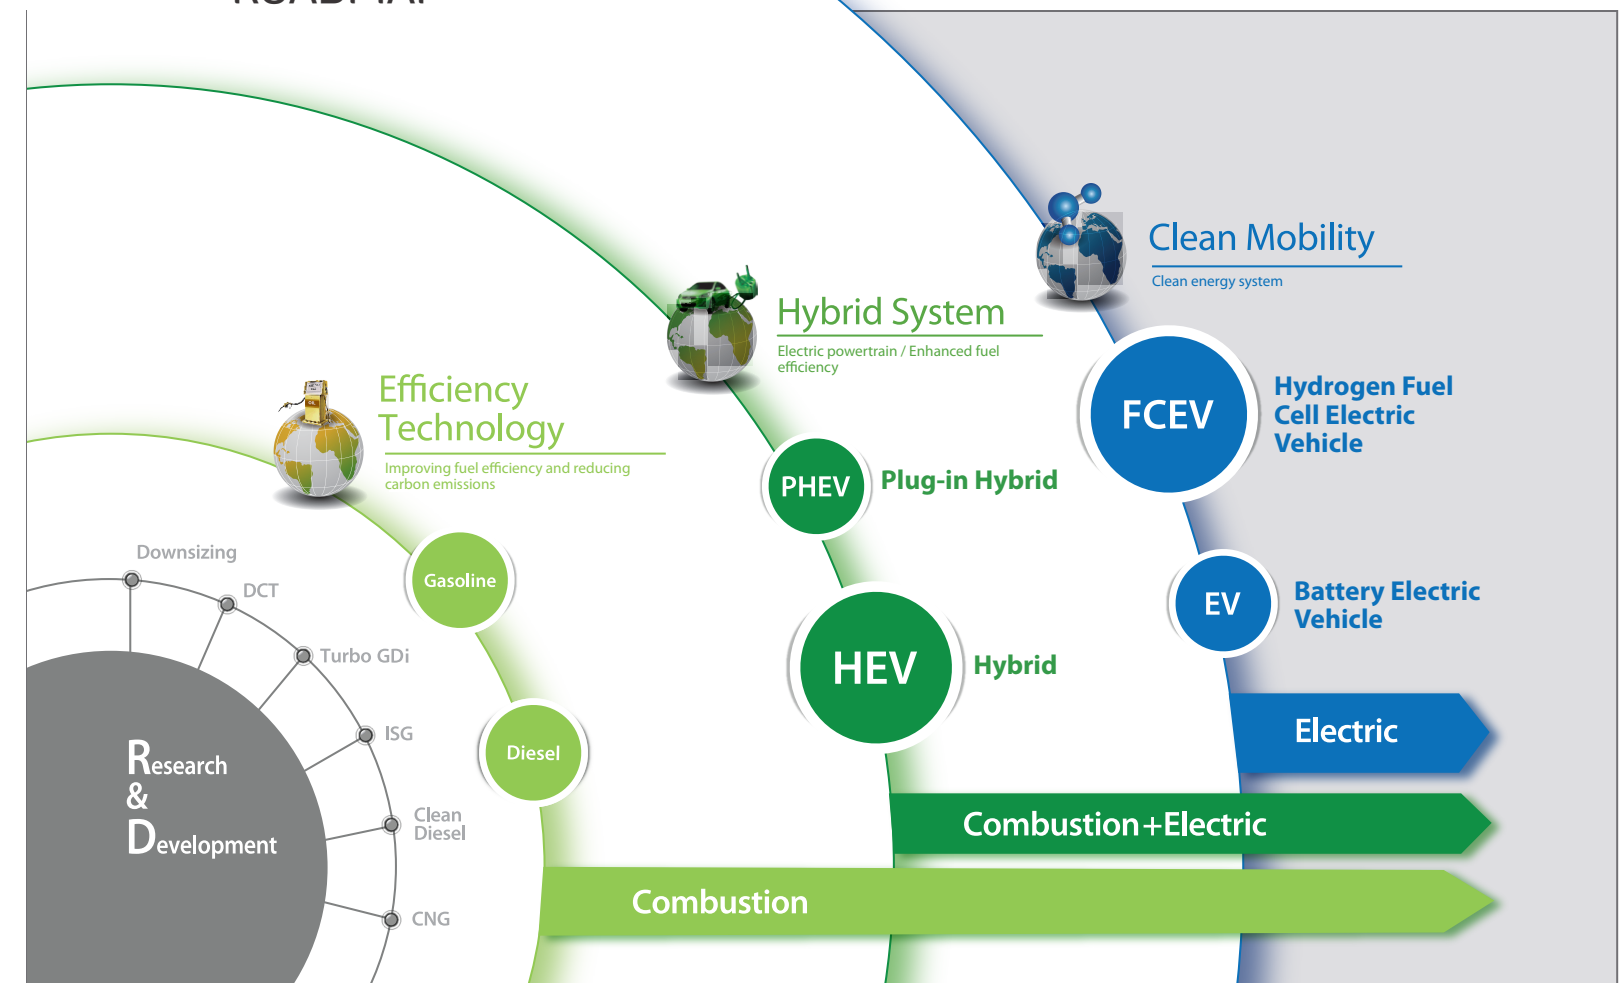 ROADMAP
Clean Mobility
Clean energy system
Hybrid System
Electric powertrain / Enhanced fuel
efficiency
Efficiency
Technology
Improving fuel efficiency and reducing
carbon emissions
FCEV
Hydrogen Fuel
Cell Electric
Vehicle
PHEV
Plug-in Hybrid
EV
Battery Electric
Vehicle
HEV
Hybrid
Gasoline
Diesel
Downsizing
DCT
Turbo GDi
ISG
Clean
Diesel
CNG
Research
&
Development
Electric
Combustion+Electric
Combustion